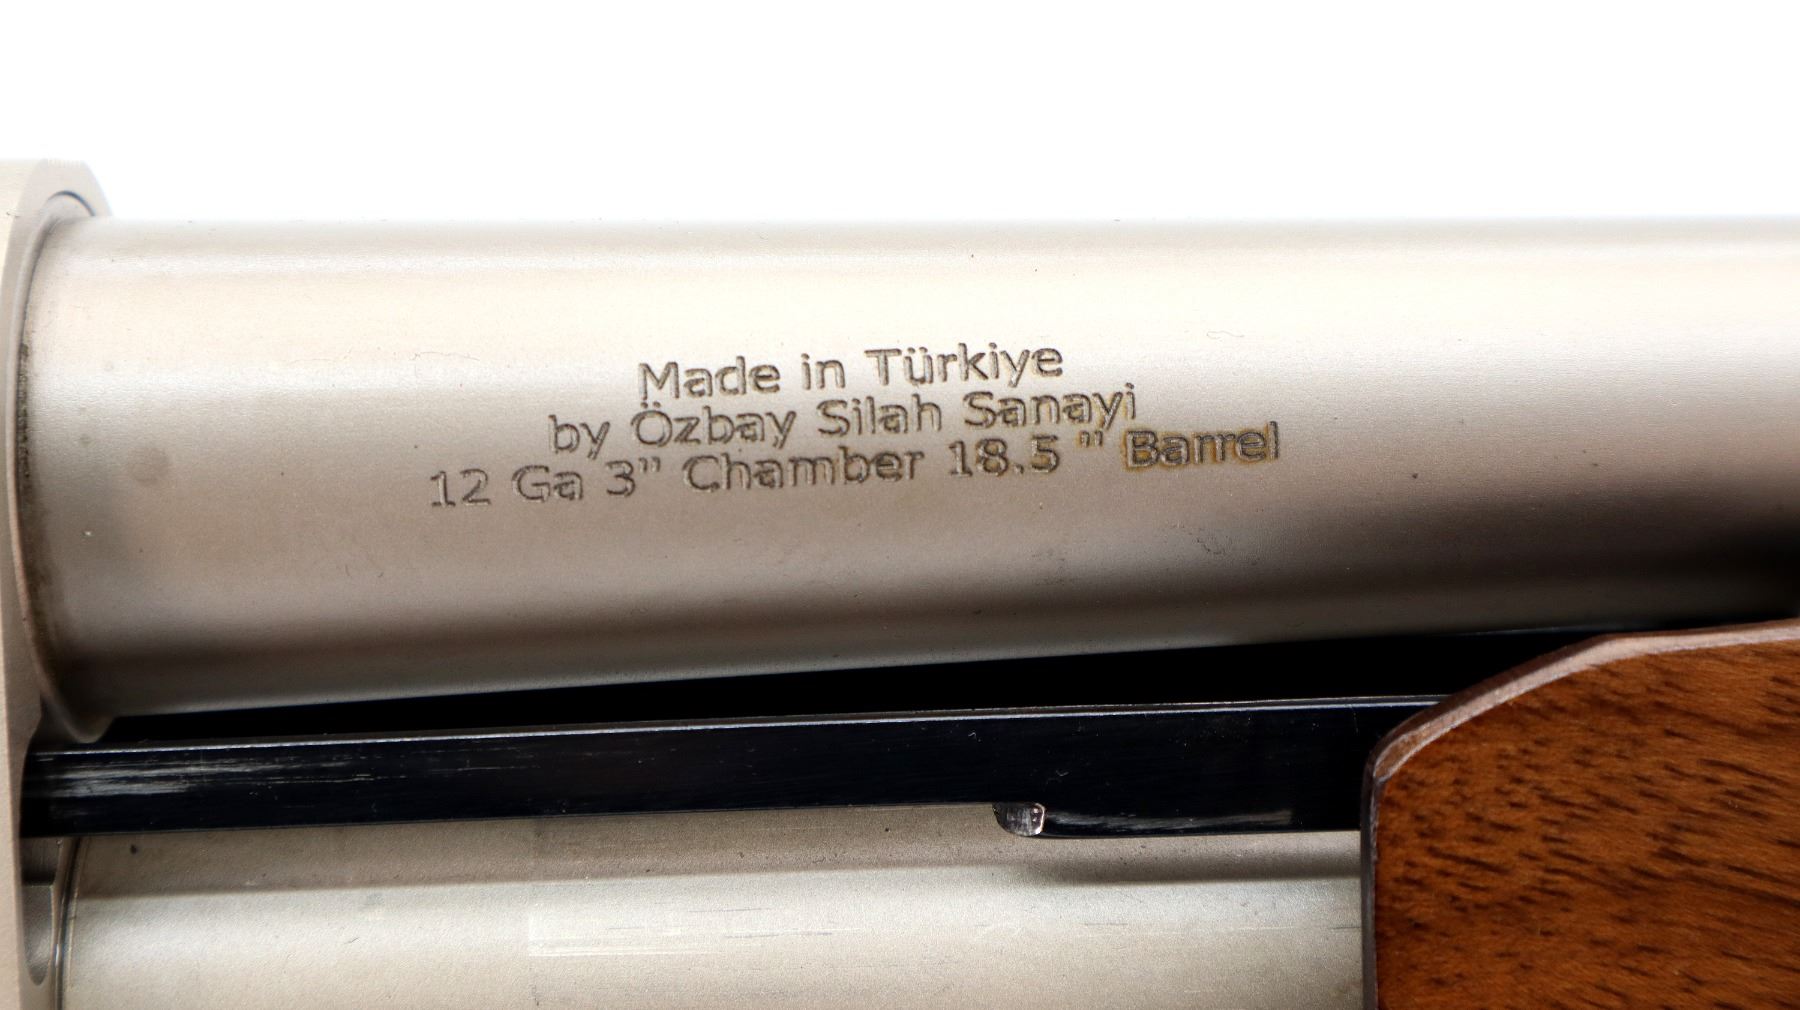 Made in Türkiye
by Özbay Silah Sanayi
12 Ga 3" Chamber 18.5 " Barrel